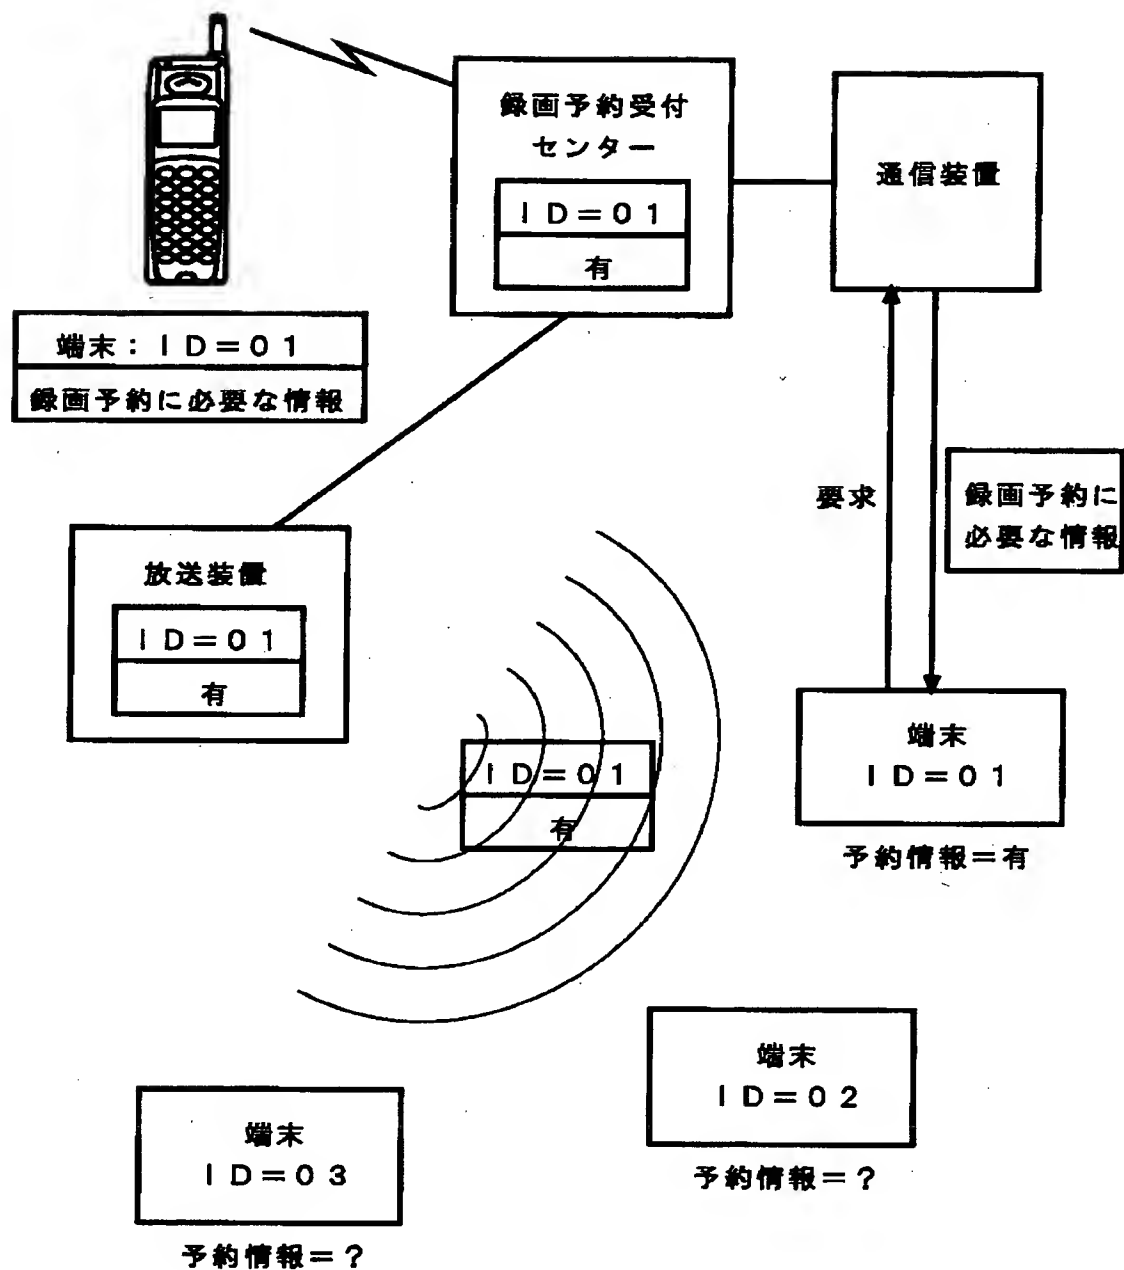 録画予約受付
センター
ID=01
有
通信装置
端末:ID=01
録画予約に必要な情報
要求
録画予約に
必要な情報
放送装置
ID=01
有
ID=01
有
端末
ID=01
予約情報=有
端末
ID=02
予約情報=?
端末
ID=03
予約情報=?